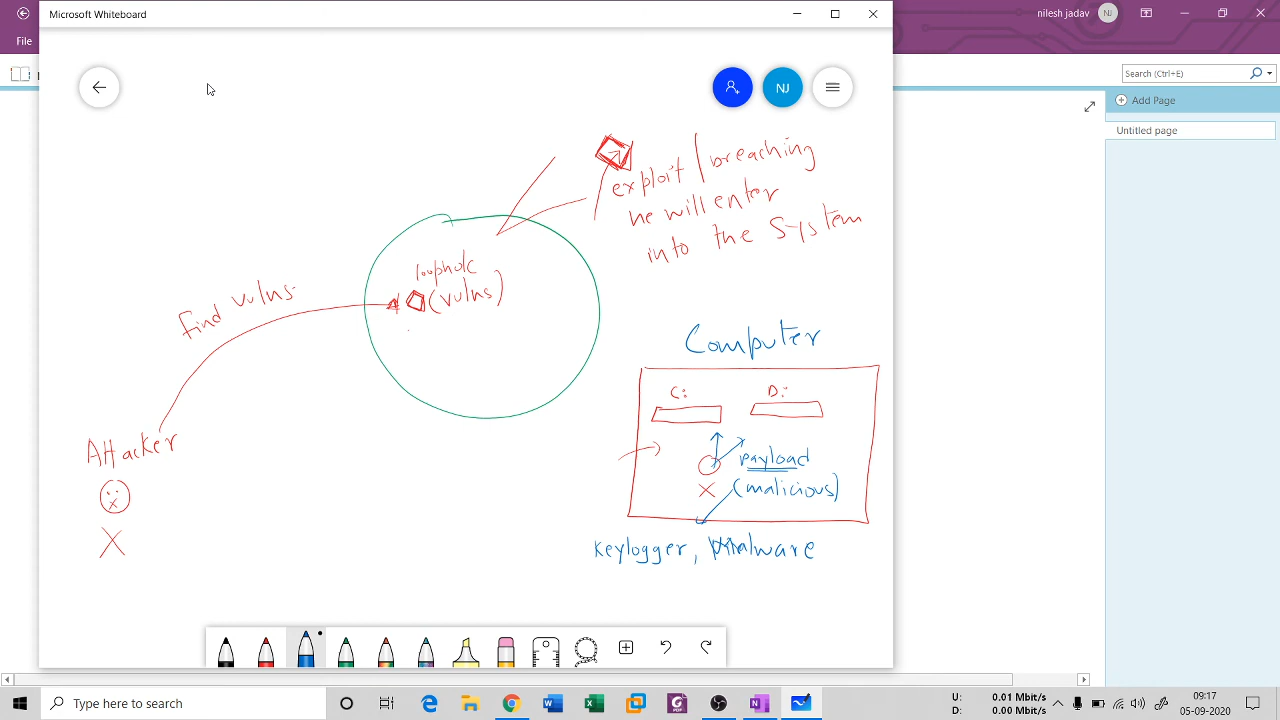 Microsoft Whiteboard
nilesh jadav
NJ
File
NJ
Search (Ctrl+E)
Add Page
Untitled page
exploit / breaching
he will enter
into the System
loophole
(vulns)
find vulns
Attacker
X
Computer
C:
D:
payload
X
(malicious)
keylogger, malware
Type here to search
U: 0.01 Mbit/s
D: 0.00 Mbit/s
09:17
05-09-2020